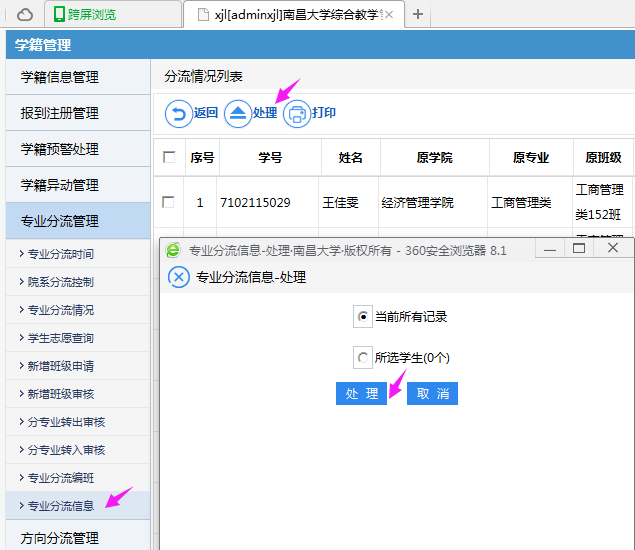 跨屏浏览
xjl[adminxjl]南昌大学综合教学管
学籍管理
学籍信息管理
报到注册管理
学籍预警处理
学籍异动管理
专业分流管理
专业分流时间
院系分流控制
专业分流情况
学生志愿查询
新增班级申请
新增班级审核
分专业转出审核
分专业转入审核
专业分流编班
专业分流信息
方向分流管理
分流情况列表
返回 处理 打印
序号 学号 姓名 原学院 原专业 原班级
1 7102115029 王佳雯 经济管理学院 工商管理类 工商管理
类152班
专业分流信息-处理·南昌大学·版权所有 - 360安全浏览器 8.1
专业分流信息-处理
当前所有记录
所选学生(0个)
处 理 取 消